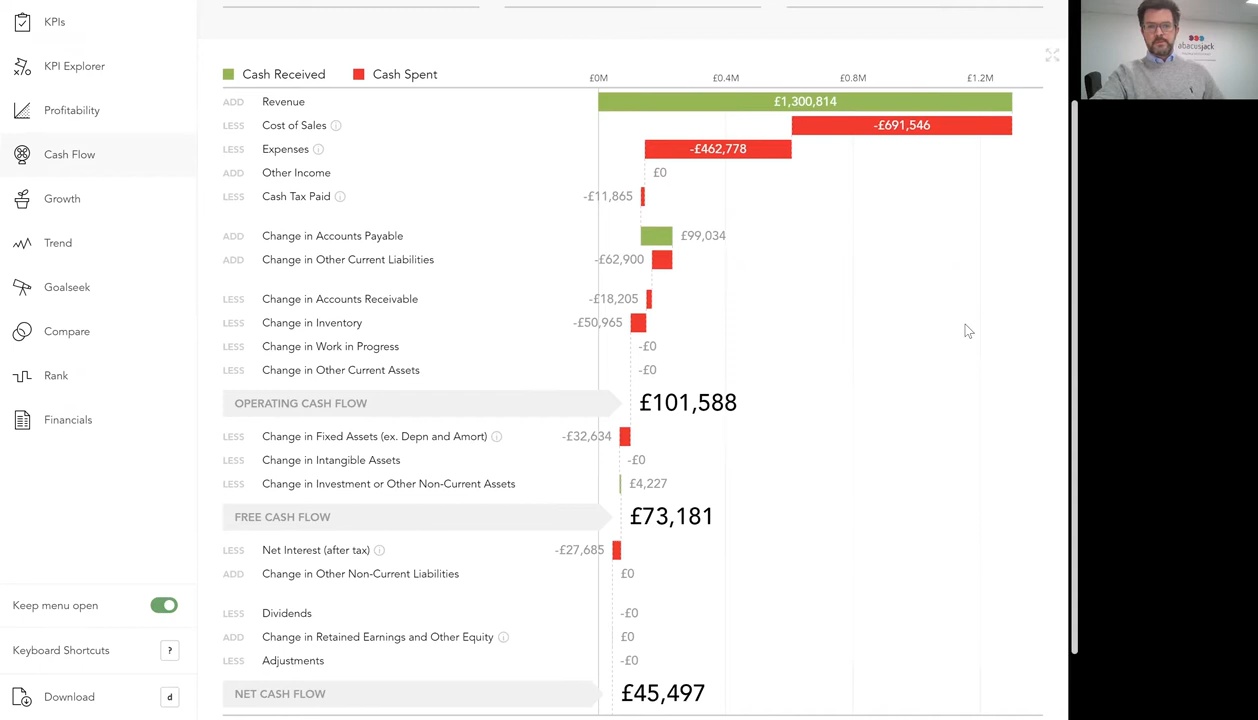 KPIs
KPI Explorer
Profitability
Cash Flow
Growth
Trend
Goalseek
Compare
Rank
Financials
Keep menu open
Keyboard Shortcuts ?
Download d
Cash Received Cash Spent £0M £0.4M £0.8M £1.2M
ADD Revenue £1,300,814
LESS Cost of Sales -£691,546
LESS Expenses -£462,778
ADD Other Income £0
LESS Cash Tax Paid -£11,865
ADD Change in Accounts Payable £99,034
ADD Change in Other Current Liabilities -£62,900
LESS Change in Accounts Receivable -£18,205
LESS Change in Inventory -£50,965
LESS Change in Work in Progress -£0
LESS Change in Other Current Assets -£0
OPERATING CASH FLOW £101,588
LESS Change in Fixed Assets (ex. Depn and Amort) -£32,634
LESS Change in Intangible Assets -£0
LESS Change in Investment or Other Non-Current Assets £4,227
FREE CASH FLOW £73,181
LESS Net Interest (after tax) -£27,685
ADD Change in Other Non-Current Liabilities £0
LESS Dividends -£0
ADD Change in Retained Earnings and Other Equity £0
LESS Adjustments -£0
NET CASH FLOW £45,497
abacusjack